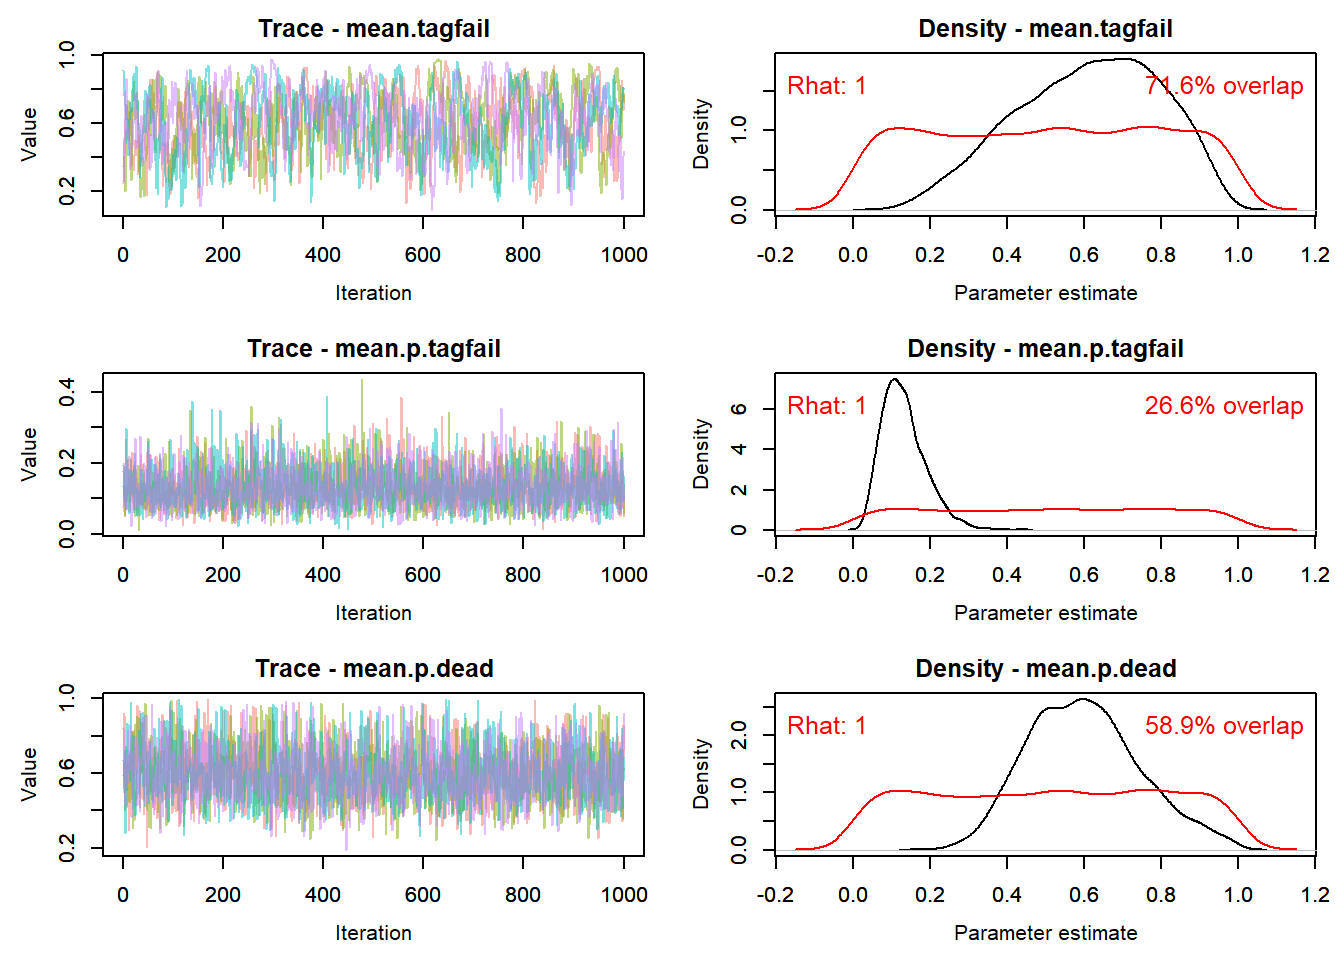 Trace - mean.tagfail
Value
0.2 0.6 1.0
0 200 400 600 800 1000
Iteration
Density - mean.tagfail
Density
0.0 1.0
Rhat: 1
71.6% overlap
-0.2 0.0 0.2 0.4 0.6 0.8 1.0 1.2
Parameter estimate
Trace - mean.p.tagfail
Value
0.0 0.2 0.4
0 200 400 600 800 1000
Iteration
Density - mean.p.tagfail
Density
0 2 4 6
Rhat: 1
26.6% overlap
-0.2 0.0 0.2 0.4 0.6 0.8 1.0 1.2
Parameter estimate
Trace - mean.p.dead
Value
0.2 0.6 1.0
0 200 400 600 800 1000
Iteration
Density - mean.p.dead
Density
0.0 1.0 2.0
Rhat: 1
58.9% overlap
-0.2 0.0 0.2 0.4 0.6 0.8 1.0 1.2
Parameter estimate